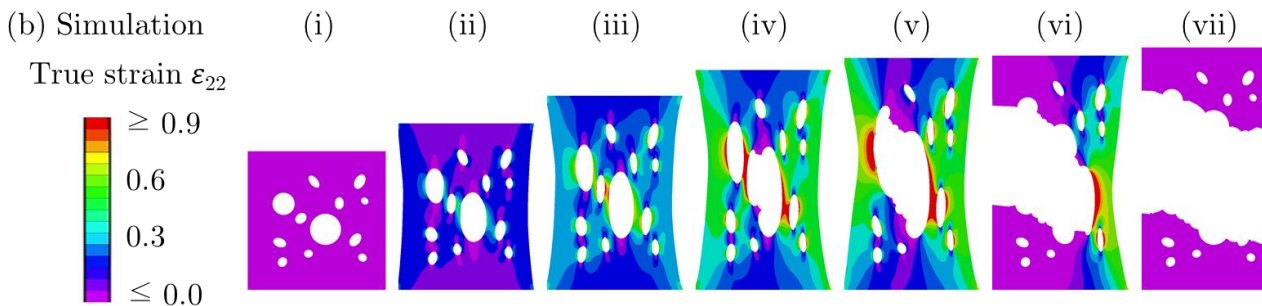 (b) Simulation (i) (ii) (iii) (iv) (v) (vi) (vii)
True strain ε₂₂
≥ 0.9
0.6
0.3
≤ 0.0